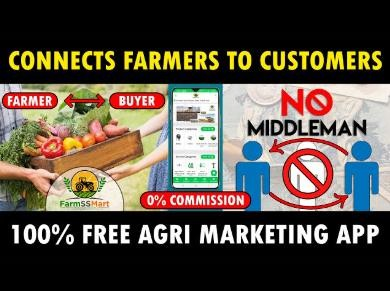 CONNECTS FARMERS TO CUSTOMERS
FARMER
BUYER
NO
MIDDLEMAN
FarmSSMart
0% COMMISSION
100% FREE AGRI MARKETING APP